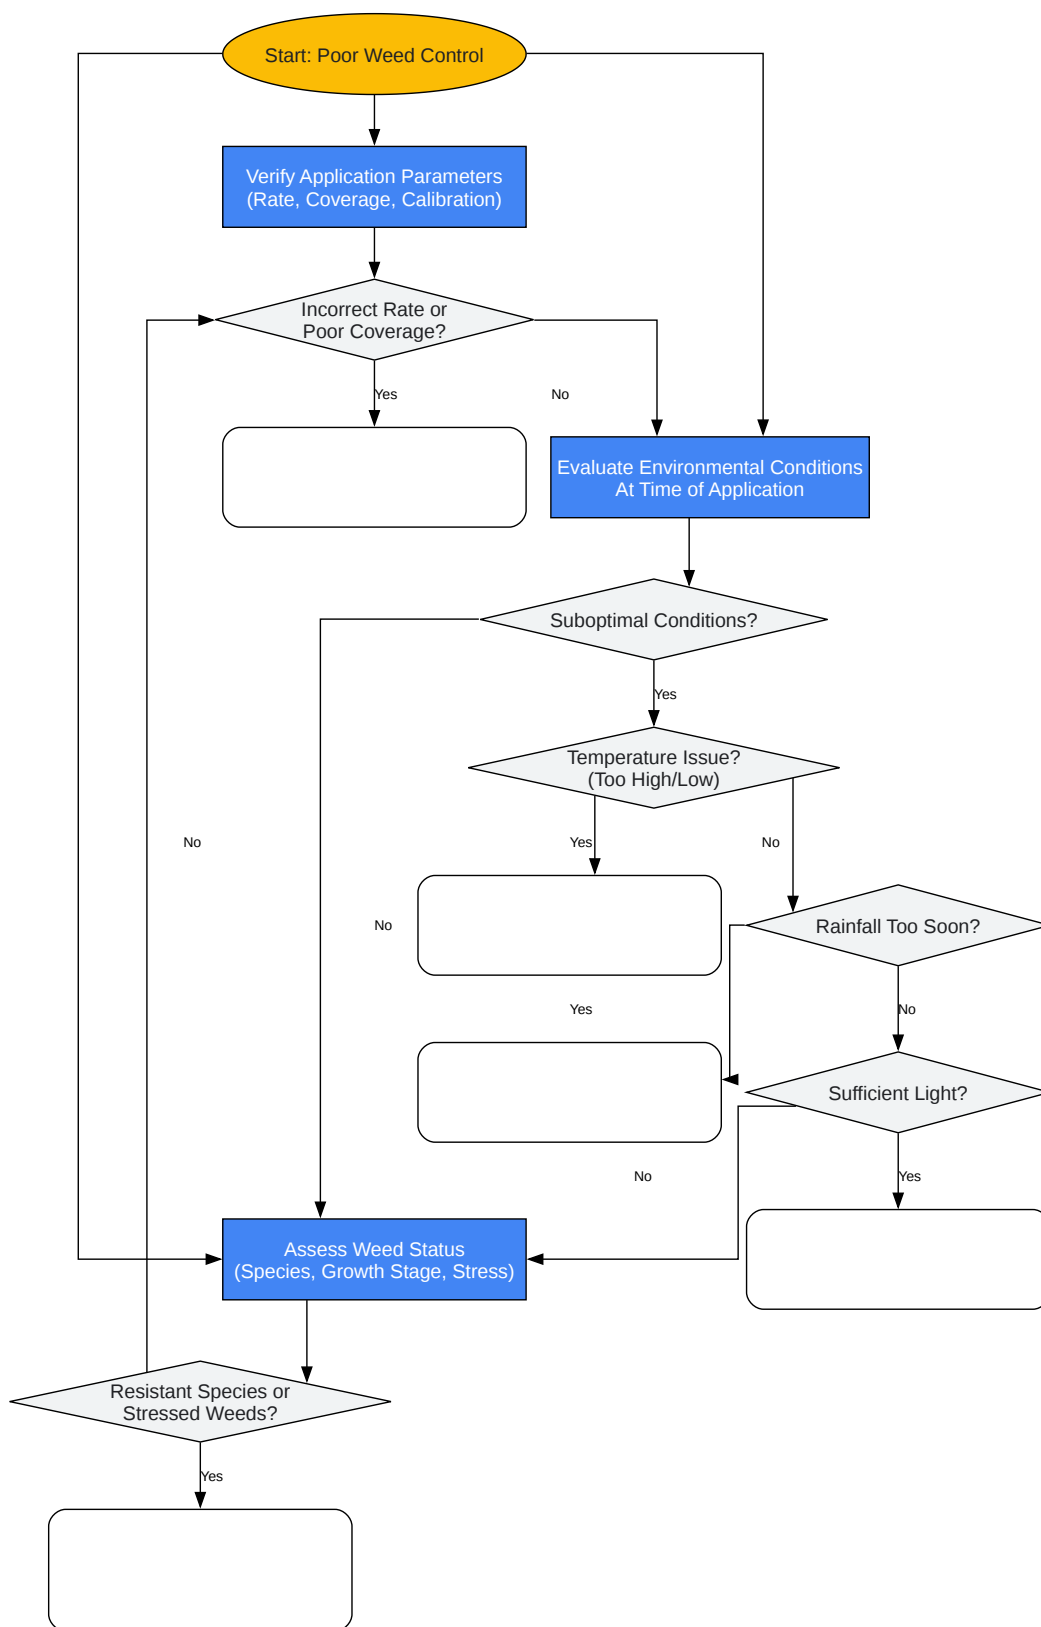 Start: Poor Weed Control
Verify Application Parameters
(Rate, Coverage, Calibration)
Incorrect Rate or
Poor Coverage?
Yes
No
Evaluate Environmental Conditions
At Time of Application
Suboptimal Conditions?
Yes
Temperature Issue?
(Too High/Low)
No
Yes
No
No
Rainfall Too Soon?
Yes
No
Sufficient Light?
No
Yes
Assess Weed Status
(Species, Growth Stage, Stress)
Resistant Species or
Stressed Weeds?
Yes